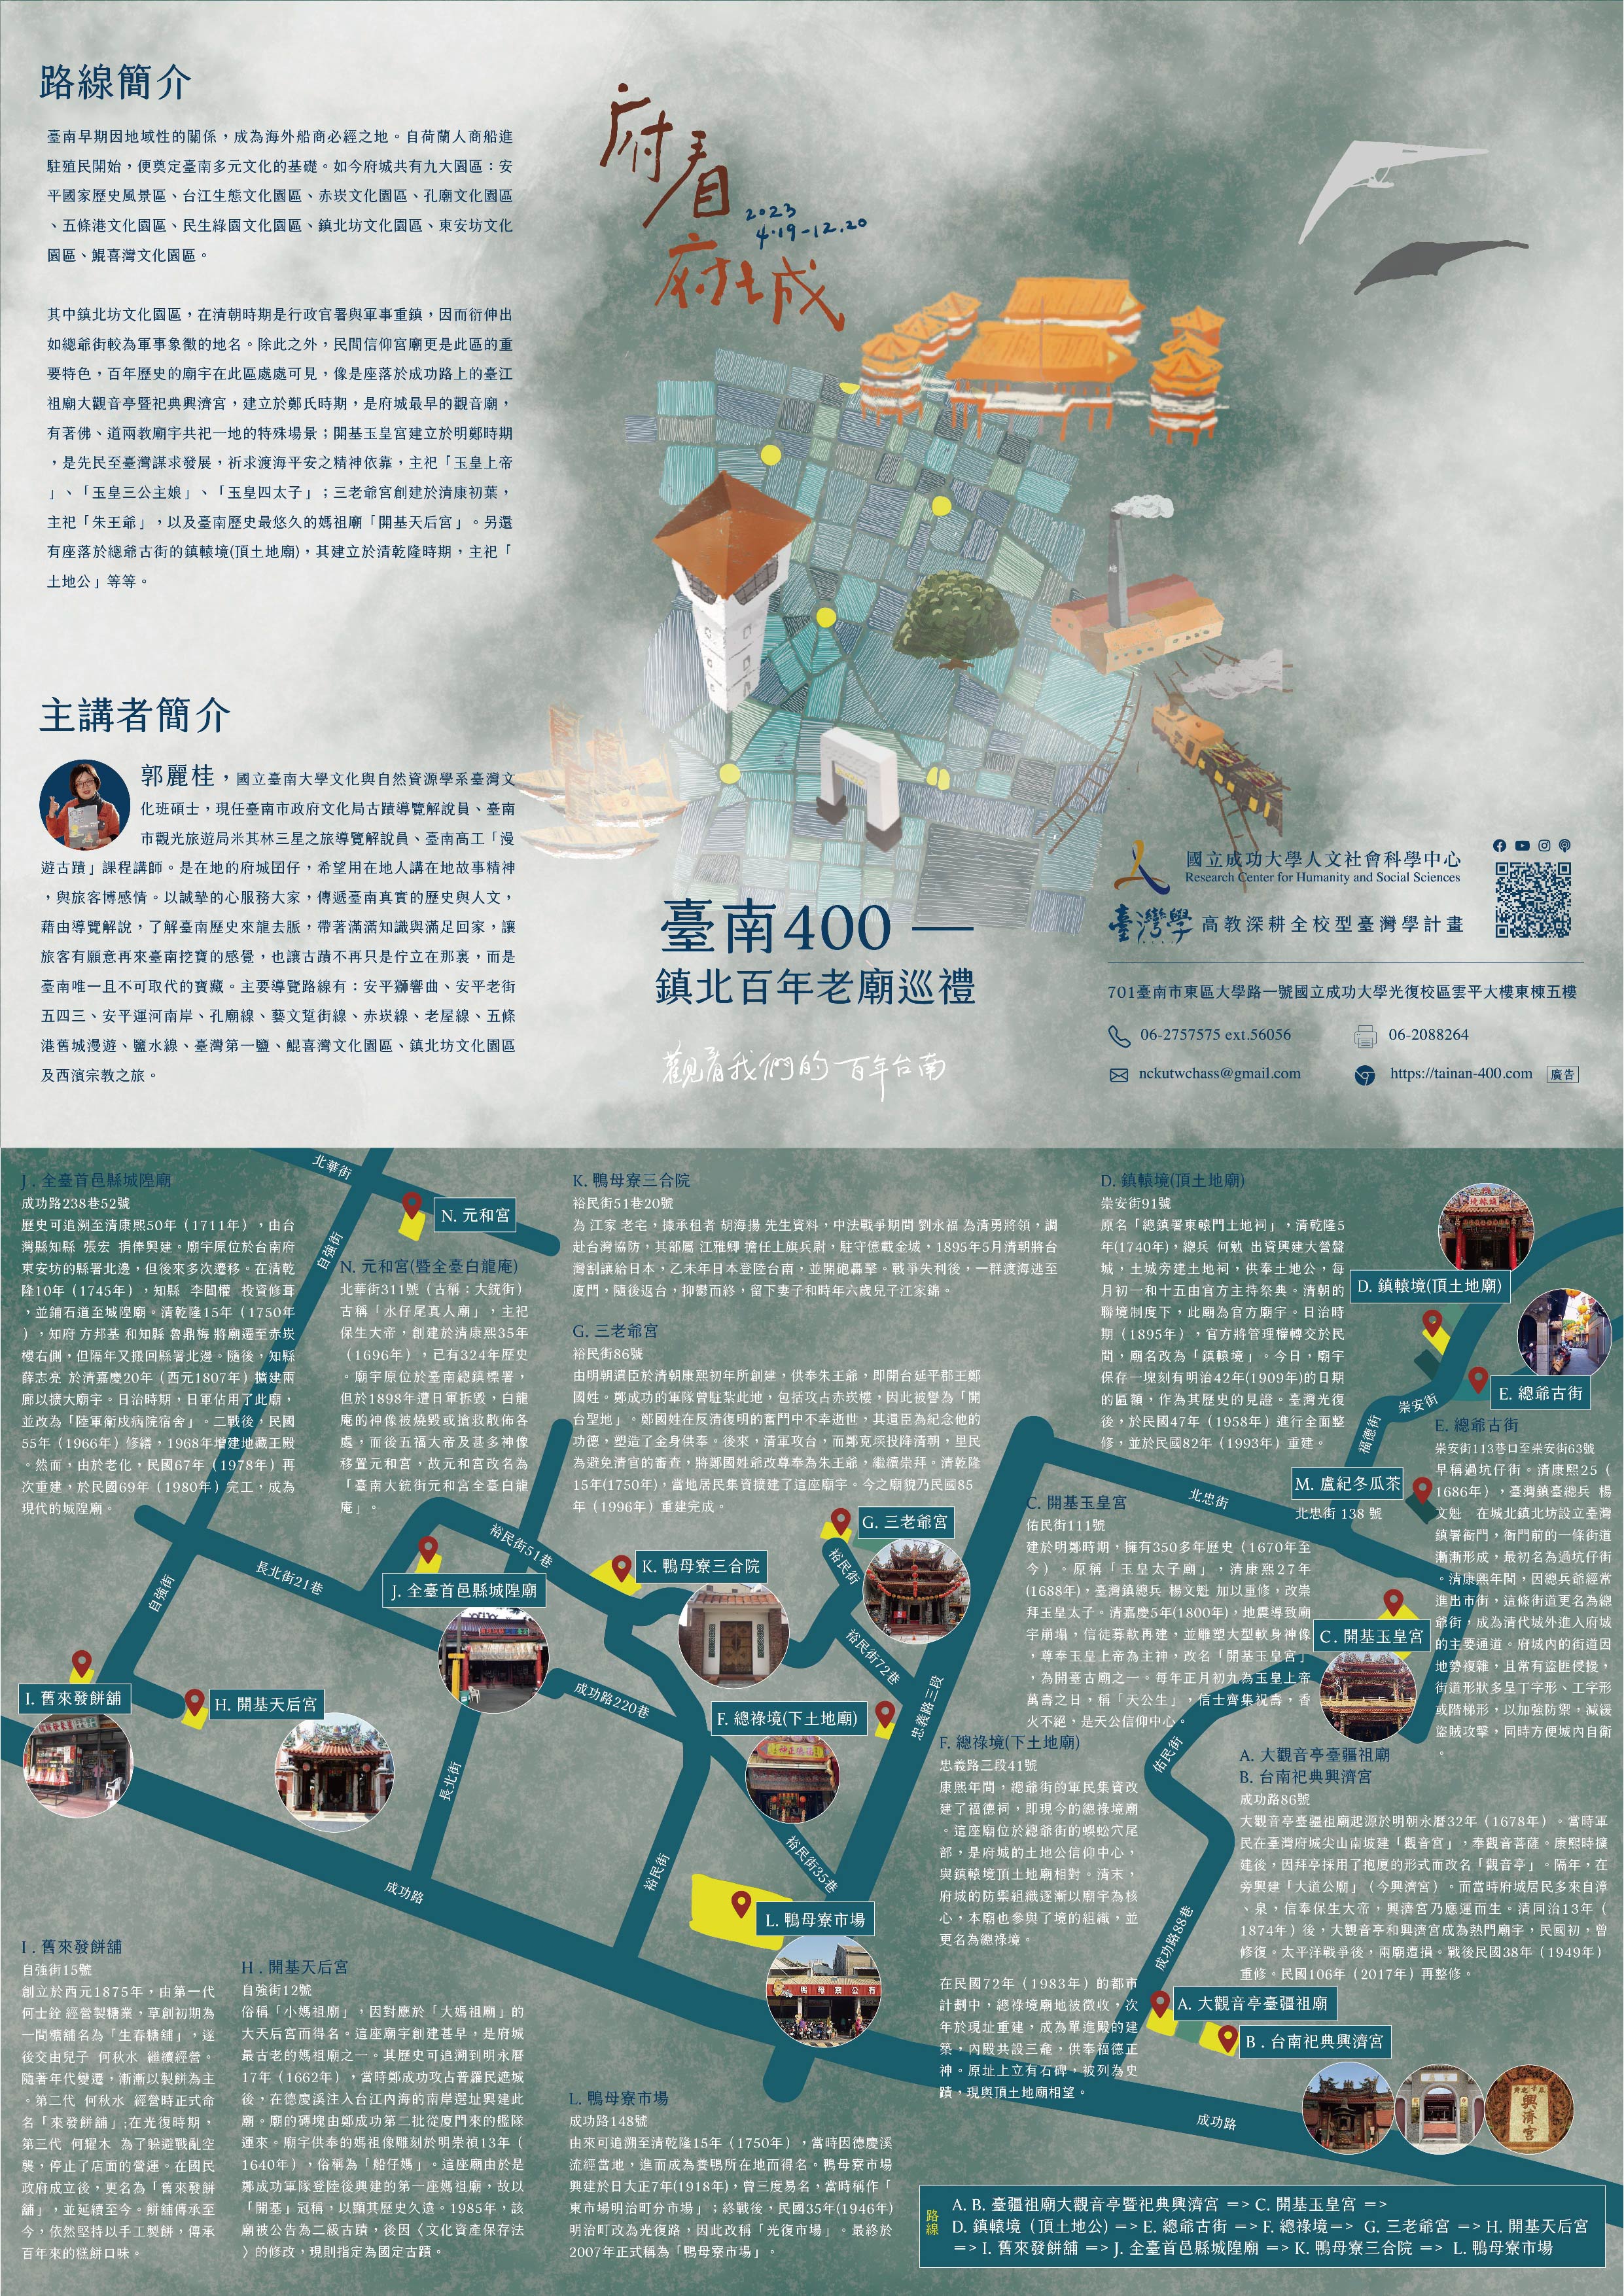 路線簡介
臺南早期因地域性的關係，成為海外船商必經之地。自荷蘭人商船進
駐殖民開始，便奠定臺南多元文化的基礎。如今府城共有九大園區：安
平國家歷史風景區、台江生態文化園區、赤崁文化園區、孔廟文化園區
、五條港文化園區、民生綠園文化園區、鎮北坊文化園區、東安坊文化
園區、鯤喜灣文化園區。
其中鎮北坊文化園區，在清朝時期是行政官署與軍事重鎮，因而衍伸出
如總爺街較為軍事象徵的地名。除此之外，民間信仰宮廟更是此區的重
要特色，百年歷史的廟宇在此區處處可見，像是座落於成功路上的臺江
祖廟大觀音亭暨祀典興濟宮，建立於鄭氏時期，是府城最早的觀音廟，
有著佛、道兩教廟宇共祀一地的特殊場景；開基玉皇宮建立於明鄭時期
，是先民至臺灣謀求發展，祈求渡海平安之精神依靠，主祀「玉皇上帝
」、「玉皇三公主娘」、「玉皇四太子」；三老爺宮創建於清康初葉，
主祀「朱王爺」，以及臺南歷史最悠久的媽祖廟「開基天后宮」。另還
有座落於總爺古街的鎮轅境(頂土地廟)，其建立於清乾隆時期，主祀「
土地公」等等。
主講者簡介
郭麗桂，國立臺南大學文化與自然資源學系臺灣文
化班碩士，現任臺南市政府文化局古蹟導覽解說員、臺南
市觀光旅遊局米其林三星之旅導覽解說員、臺南高工「漫
遊古蹟」課程講師。是在地的府城囝仔，希望用在地人講在地故事精神
，與旅客博感情。以誠摯的心服務大家，傳遞臺南真實的歷史與人文，
藉由導覽解說，了解臺南歷史來龍去脈，帶著滿滿知識與滿足回家，讓
旅客有願意再來臺南挖寶的感覺，也讓古蹟不再只是佇立在那裏，而是
臺南唯一且不可取代的寶藏。主要導覽路線有：安平獅響曲、安平老街
五四三、安平運河南岸、孔廟線、藝文踅街線、赤崁線、老屋線、五條
港舊城漫遊、鹽水線、臺灣第一鹽、鯤喜灣文化園區、鎮北坊文化園區
及西濱宗教之旅。
府看
2023
4.19-12.20
府城
臺南400 —
鎮北百年老廟巡禮
觀看我們的百年台南
國立成功大學人文社會科學中心
Research Center for Humanity and Social Sciences
臺灣學 高教深耕全校型臺灣學計畫
701臺南市東區大學路一號國立成功大學光復校區雲平大樓東棟五樓
06-2757575 ext.56056
06-2088264
nckutwchass@gmail.com
https://tainan-400.com 廣告
J . 全臺首邑縣城隍廟
成功路238巷52號
歷史可追溯至清康熙50年（1711年），由台
灣縣知縣 張宏 捐俸興建。廟宇原位於台南府
東安坊的縣署北邊，但後來多次遷移。在清乾
隆10年（1745年），知縣 李閶權 投資修葺
，並鋪石道至城隍廟。清乾隆15年（1750年
），知府 方邦基 和知縣 魯鼎梅 將廟遷至赤崁
樓右側，但隔年又搬回縣署北邊。隨後，知縣
薛志亮 於清嘉慶20年（西元1807年）擴建兩
廊以擴大廟宇。日治時期，日軍佔用了此廟，
並改為「陸軍衛戍病院宿舍」。二戰後，民國
55年（1966年）修繕，1968年增建地藏王殿
。然而，由於老化，民國67年（1978年）再
次重建，於民國69年（1980年）完工，成為
現代的城隍廟。
北華街
自強街
N. 元和宮
N. 元和宮(暨全臺白龍庵)
北華街311號（古稱：大銃街）
古稱「水仔尾真人廟」，主祀
保生大帝，創建於清康熙35年
（1696年），已有324年歷史
。廟宇原位於臺南總鎮標署，
但於1898年遭日軍拆毀，白龍
庵的神像被燒毀或搶救散佈各
處，而後五福大帝及甚多神像
移置元和宮，故元和宮改名為
「臺南大銃街元和宮全臺白龍
庵」。
K. 鴨母寮三合院
裕民街51巷20號
為 江家 老宅，據承租者 胡海揚 先生資料，中法戰爭期間 劉永福 為清勇將領，調
赴台灣協防，其部屬 江雅卿 擔任上旗兵尉，駐守億載金城，1895年5月清朝將台
灣割讓給日本，乙未年日本登陸台南，並開砲轟擊。戰爭失利後，一群渡海逃至
廈門，隨後返台，抑鬱而終，留下妻子和時年六歲兒子江家錦。
G. 三老爺宮
裕民街86號
由明朝遺臣於清朝康熙初年所創建，供奉朱王爺，即開台延平郡王鄭
國姓。鄭成功的軍隊曾駐紮此地，包括攻占赤崁樓，因此被譽為「開
台聖地」。鄭國姓在反清復明的奮鬥中不幸逝世，其遺臣為紀念他的
功德，塑造了金身供奉。後來，清軍攻台，而鄭克塽投降清朝，里民
為避免清官的審查，將鄭國姓改尊奉為朱王爺，繼續崇拜。清乾隆
15年(1750年)，當地居民集資擴建了這座廟宇。今之廟貌乃民國85
年（1996年）重建完成。
D. 鎮轅境(頂土地廟)
崇安街91號
原名「總鎮署東轅門土地祠」，清乾隆5
年(1740年)，總兵 何勉 出資興建大營盤
城，土城旁建土地祠，供奉土地公，每
月初一和十五由官方主持祭典。清朝的
聯境制度下，此廟為官方廟宇。日治時
期（1895年），官方將管理權轉交於民
間，廟名改為「鎮轅境」。今日，廟宇
保存一塊刻有明治42年(1909年)的日期
的匾額，作為其歷史的見證。臺灣光復
後，於民國47年（1958年）進行全面整
修，並於民國82年（1993年）重建。
D. 鎮轅境(頂土地廟)
E. 總爺古街
崇安街
福德街
E. 總爺古街
崇安街113巷口至崇安街63號
早稱過坑仔街。清康熙25（
1686年），臺灣鎮臺總兵 楊
文魁 在城北鎮北坊設立臺灣
鎮署衙門，衙門前的一條街道
漸漸形成，最初名為過坑仔街
。清康熙年間，因總兵爺經常
進出市街，這條街道更名為總
爺街，成為清代城外進入府城
的主要通道。府城內的街道因
地勢複雜，且常有盜匪侵擾，
街道形狀多呈丁字形、工字形
或階梯形，以加強防禦，減緩
盜賊攻擊，同時方便城內自衛
。
M. 盧紀冬瓜茶
北忠街 138 號
北忠街
C. 開基玉皇宮
佑民街111號
建於明鄭時期，擁有350多年歷史（1670年至
今）。原稱「玉皇太子廟」，清康熙27年
(1688年)，臺灣鎮總兵 楊文魁 加以重修，改崇
拜玉皇太子。清嘉慶5年(1800年)，地震導致廟
宇崩塌，信徒募款再建，並雕塑大型軟身神像
，尊奉玉皇上帝為主神，改名「開基玉皇宮」
，為開臺古廟之一。每年正月初九為玉皇上帝
萬壽之日，稱「天公生」，信士齊集祝壽，香
火不絕，是天公信仰中心。
C. 開基玉皇宮
裕民街51巷
長北街21巷
自強街
J. 全臺首邑縣城隍廟
K. 鴨母寮三合院
G. 三老爺宮
裕民街
裕民街72巷
忠義路三段
成功路220巷
F. 總祿境(下土地廟)
I. 舊來發餅舖
H. 開基天后宮
長北街
裕民街
裕民街35巷
成功路
L. 鴨母寮市場
鴨母寮公有
佑民街
F. 總祿境(下土地廟)
忠義路三段41號
康熙年間，總爺街的軍民集資改
建了福德祠，即現今的總祿境廟
。這座廟位於總爺街的蜈蚣穴尾
部，是府城的土地公信仰中心，
與鎮轅境頂土地廟相對。清末，
府城的防禦組織逐漸以廟宇為核
心，本廟也參與了境的組織，並
更名為總祿境。
在民國72年（1983年）的都市
計劃中，總祿境廟地被徵收，次
年於現址重建，成為單進殿的建
築，內殿共設三龕，供奉福德正
神。原址上立有石碑，被列為史
蹟，現與頂土地廟相望。
A. 大觀音亭臺疆祖廟
B. 台南祀典興濟宮
成功路86號
大觀音亭臺疆祖廟起源於明朝永曆32年（1678年）。當時軍
民在臺灣府城尖山南坡建「觀音宮」，奉觀音菩薩。康熙時擴
建後，因拜亭採用了抱廈的形式而改名「觀音亭」。隔年，在
旁興建「大道公廟」（今興濟宮）。而當時府城居民多來自漳
、泉，信奉保生大帝，興濟宮乃應運而生。清同治13年（
1874年）後，大觀音亭和興濟宮成為熱門廟宇，民國初，曾
修復。太平洋戰爭後，兩廟遭損。戰後民國38年（1949年）
重修。民國106年（2017年）再整修。
成功路88巷
A. 大觀音亭臺疆祖廟
B . 台南祀典興濟宮
興濟宮
成功路
I . 舊來發餅舖
自強街15號
創立於西元1875年，由第一代
何士銓 經營製糖業，草創初期為
一間糖舖名為「生春糖舖」，遂
後交由兒子 何秋水 繼續經營。
隨著年代變遷，漸漸以製餅為主
。第二代 何秋水 經營時正式命
名「來發餅舖」;在光復時期，
第三代 何耀木 為了躲避戰亂空
襲，停止了店面的營運。在國民
政府成立後，更名為「舊來發餅
舖」，並延續至今。餅舖傳承至
今，依然堅持以手工製餅，傳承
百年來的糕餅口味。
H . 開基天后宮
自強街12號
俗稱「小媽祖廟」，因對應於「大媽祖廟」的
大天后宮而得名。這座廟宇創建甚早，是府城
最古老的媽祖廟之一。其歷史可追溯到明永曆
17年（1662年），當時鄭成功攻占普羅民遮城
後，在德慶溪注入台江內海的南岸選址興建此
廟。廟的磚塊由鄭成功第二批從廈門來的艦隊
運來。廟宇供奉的媽祖像雕刻於明崇禎13年（
1640年），俗稱為「船仔媽」。這座廟由於是
鄭成功軍隊登陸後興建的第一座媽祖廟，故以
「開基」冠稱，以顯其歷史久遠。1985年，該
廟被公告為二級古蹟，後因〈文化資產保存法
〉的修改，現則指定為國定古蹟。
L. 鴨母寮市場
成功路148號
由來可追溯至清乾隆15年（1750年），當時因德慶溪
流經當地，進而成為養鴨所在地而得名。鴨母寮市場
興建於日大正7年(1918年)，曾三度易名，當時稱作「
東市場明治町分市場」；終戰後，民國35年(1946年)
明治町改為光復路，因此改稱「光復市場」。最終於
2007年正式稱為「鴨母寮市場」。
路線
A. B. 臺疆祖廟大觀音亭暨祀典興濟宮 => C. 開基玉皇宮 =>
D. 鎮轅境（頂土地公) => E. 總爺古街 => F. 總祿境=> G. 三老爺宮 => H. 開基天后宮
=> I. 舊來發餅舖 => J. 全臺首邑縣城隍廟 => K. 鴨母寮三合院 => L. 鴨母寮市場